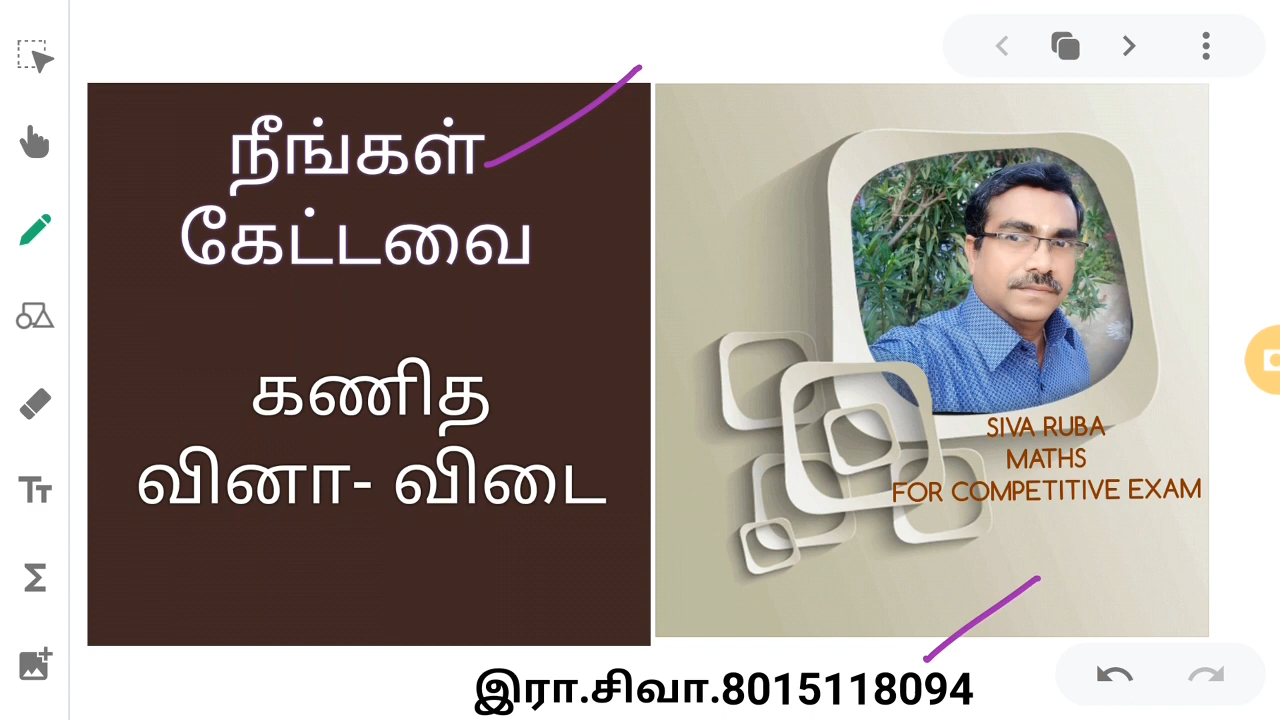 நீங்கள்
கேட்டவை
கணித
வினா- விடை
SIVA RUBA
MATHS
FOR COMPETITIVE EXAM
இரா.சிவா.8015118094